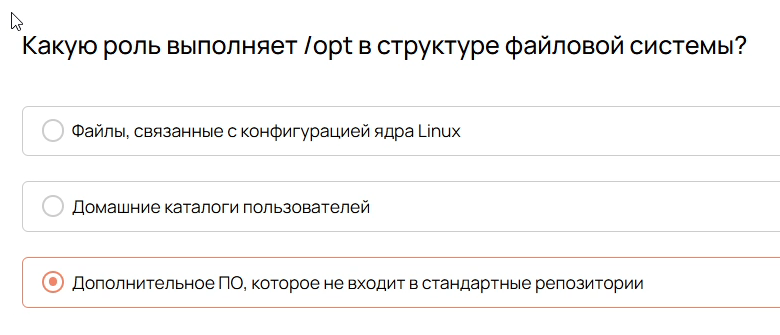 Какую роль выполняет /opt в структуре файловой системы?
Файлы, связанные с конфигурацией ядра Linux
Домашние каталоги пользователей
Дополнительное ПО, которое не входит в стандартные репозитории